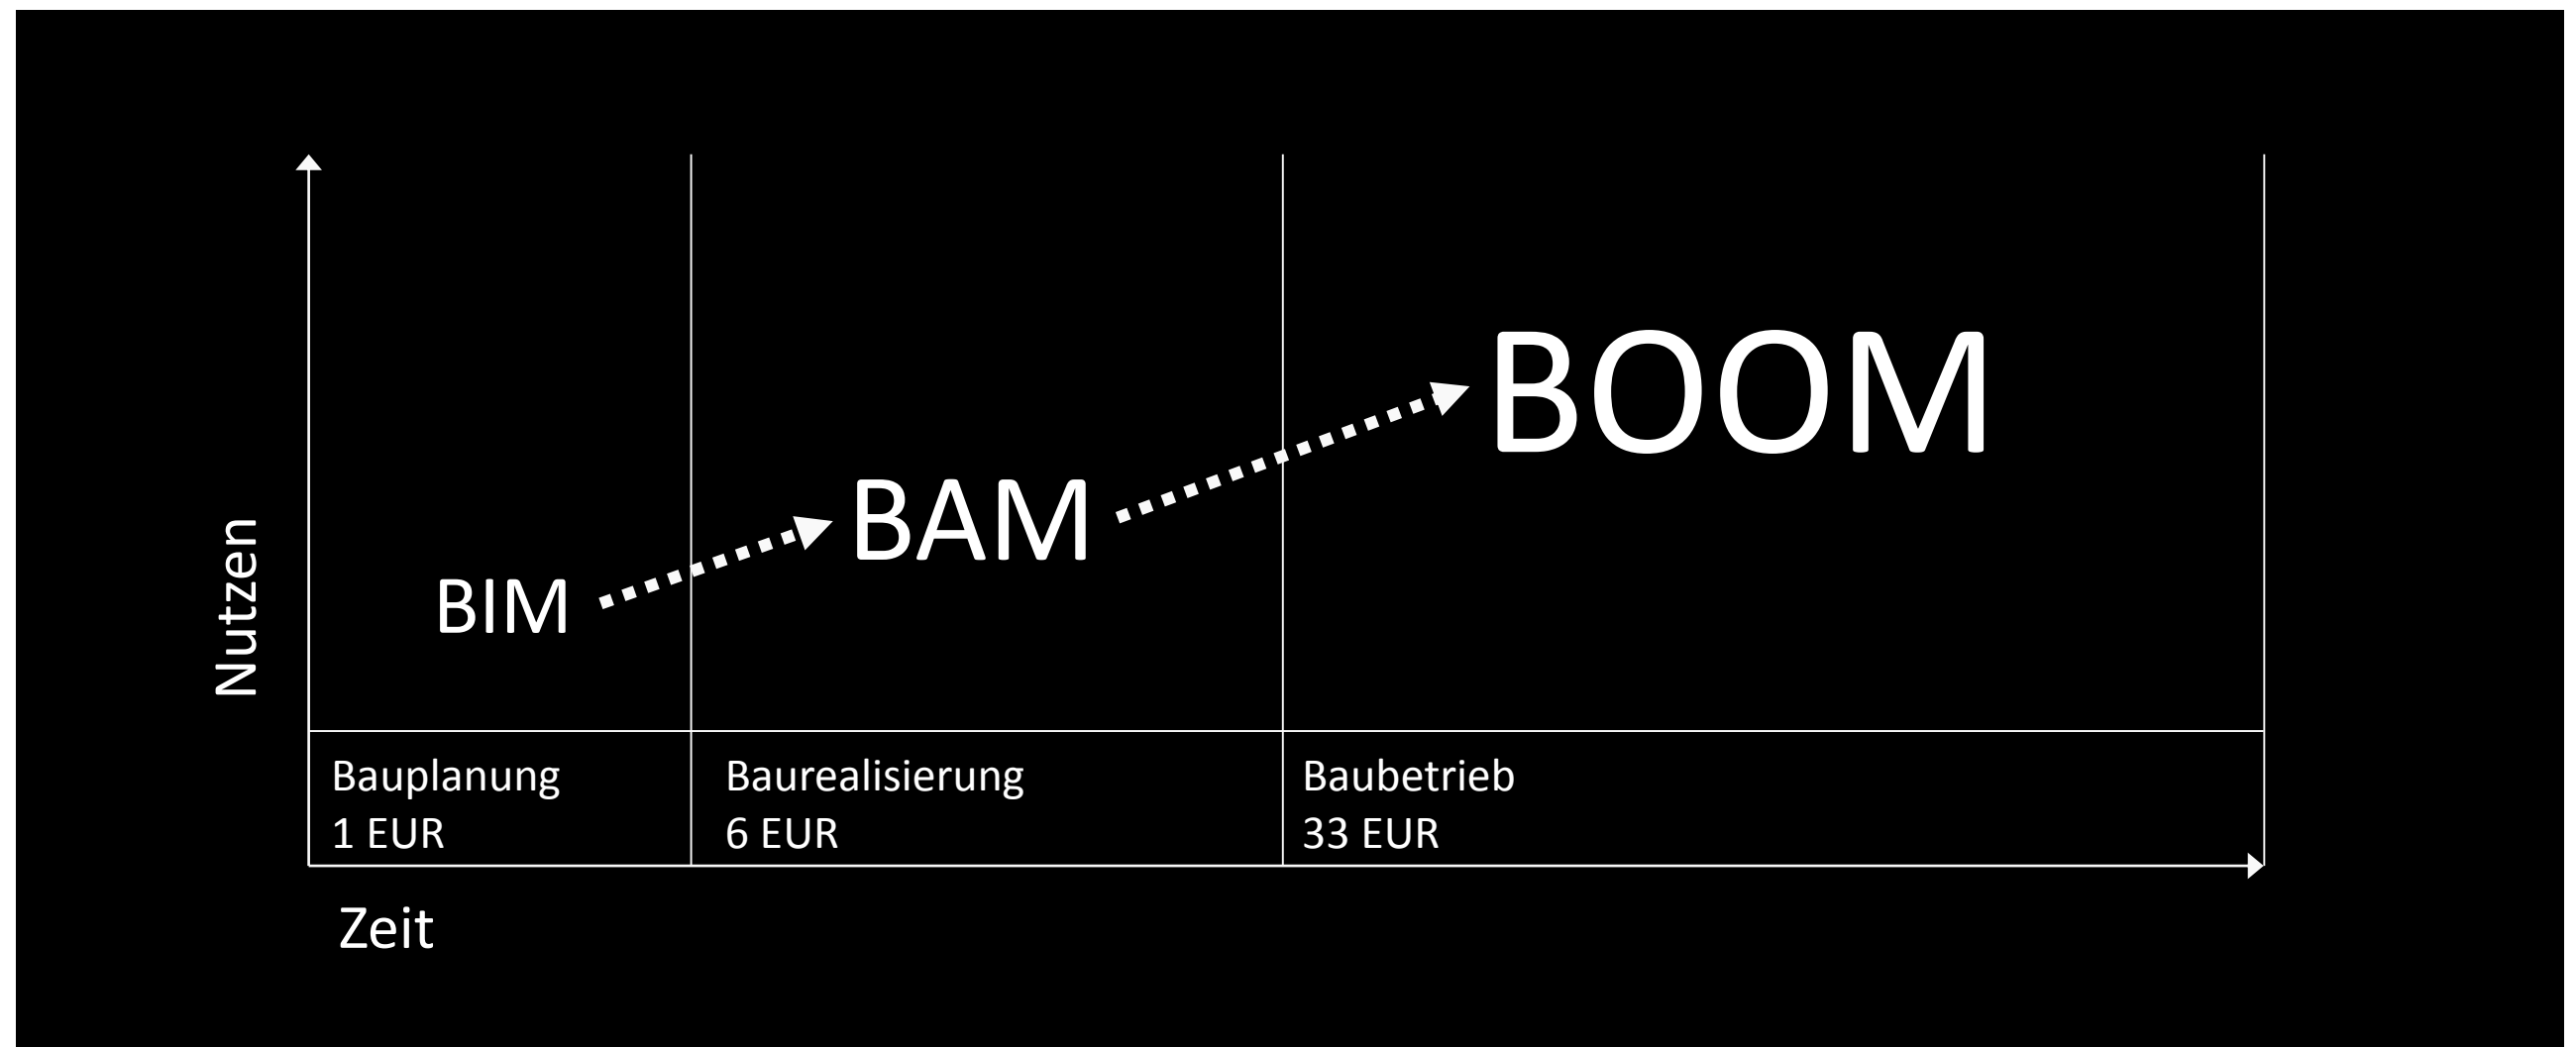 Nutzen
BIM
BAM
BOOM
Bauplanung
1 EUR
Baurealisierung
6 EUR
Baubetrieb
33 EUR
Zeit